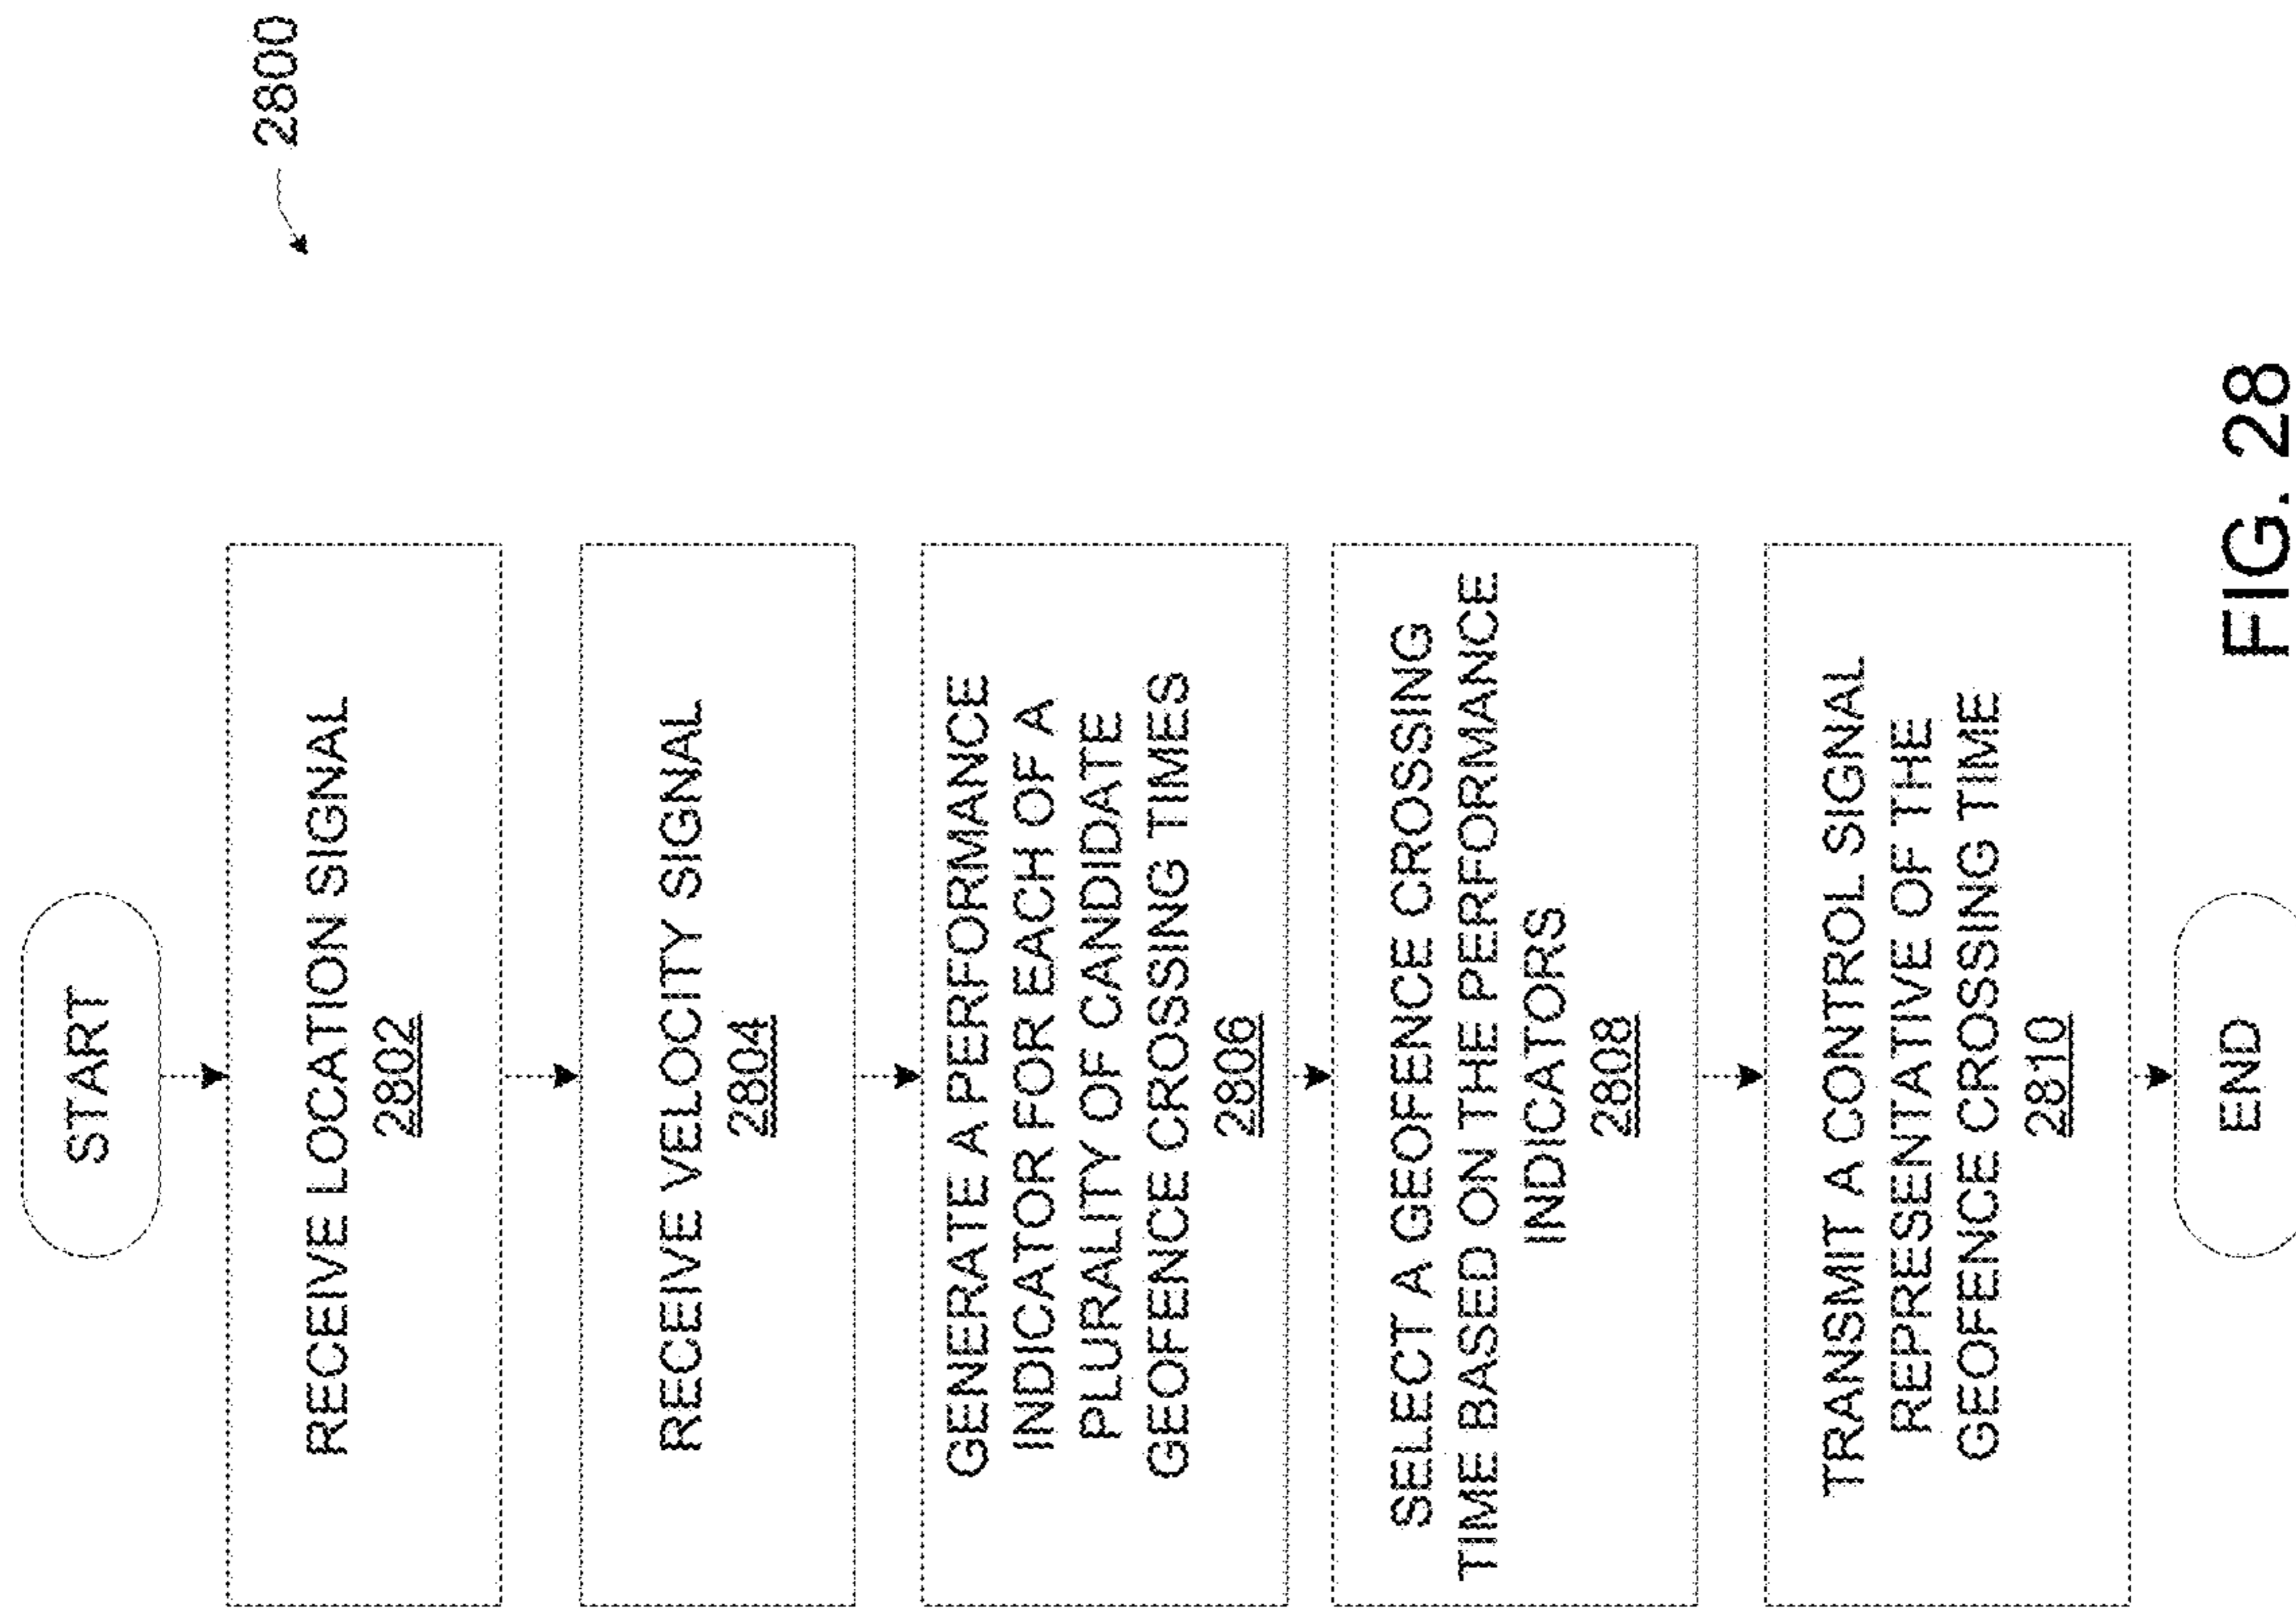 2800
START
RECEIVE LOCATION SIGNAL
2802
RECEIVE VELOCITY SIGNAL
2804
GENERATE A PERFORMANCE
INDICATOR FOR EACH OF A
PLURALITY OF CANDIDATE
GEOFENCE CROSSING TIMES
2806
SELECT A GEOFENCE CROSSING
TIME BASED ON THE PERFORMANCE
INDICATORS
2808
TRANSMIT A CONTROL SIGNAL
REPRESENTATIVE OF THE
GEOFENCE CROSSING TIME
2810
END
FIG. 28